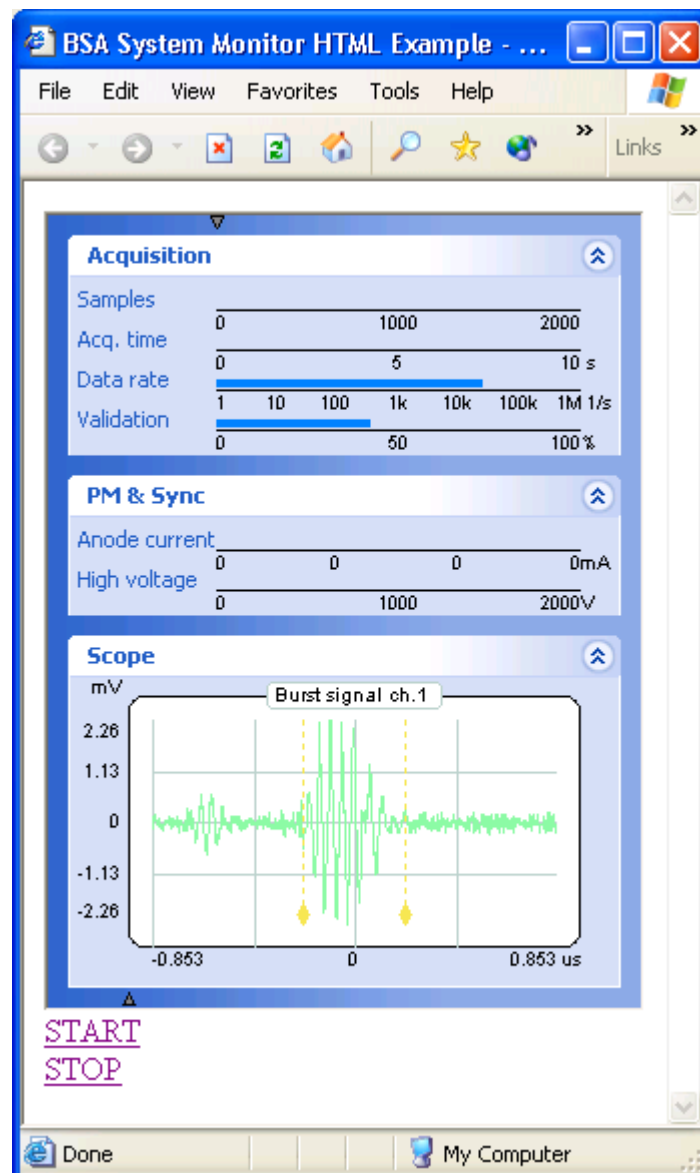 BSA System Monitor HTML Example - ...
File Edit View Favorites Tools Help
Links
Acquisition
Samples
0 1000 2000
Acq. time
0 5 10 s
Data rate
1 10 100 1k 10k 100k 1M 1/s
Validation
0 50 100 %
PM & Sync
Anode current
0 0 0 0mA
High voltage
0 1000 2000V
Scope
mV
Burst signal ch.1
2.26
1.13
0
-1.13
-2.26
-0.853 0 0.853 us
START
STOP
Done My Computer